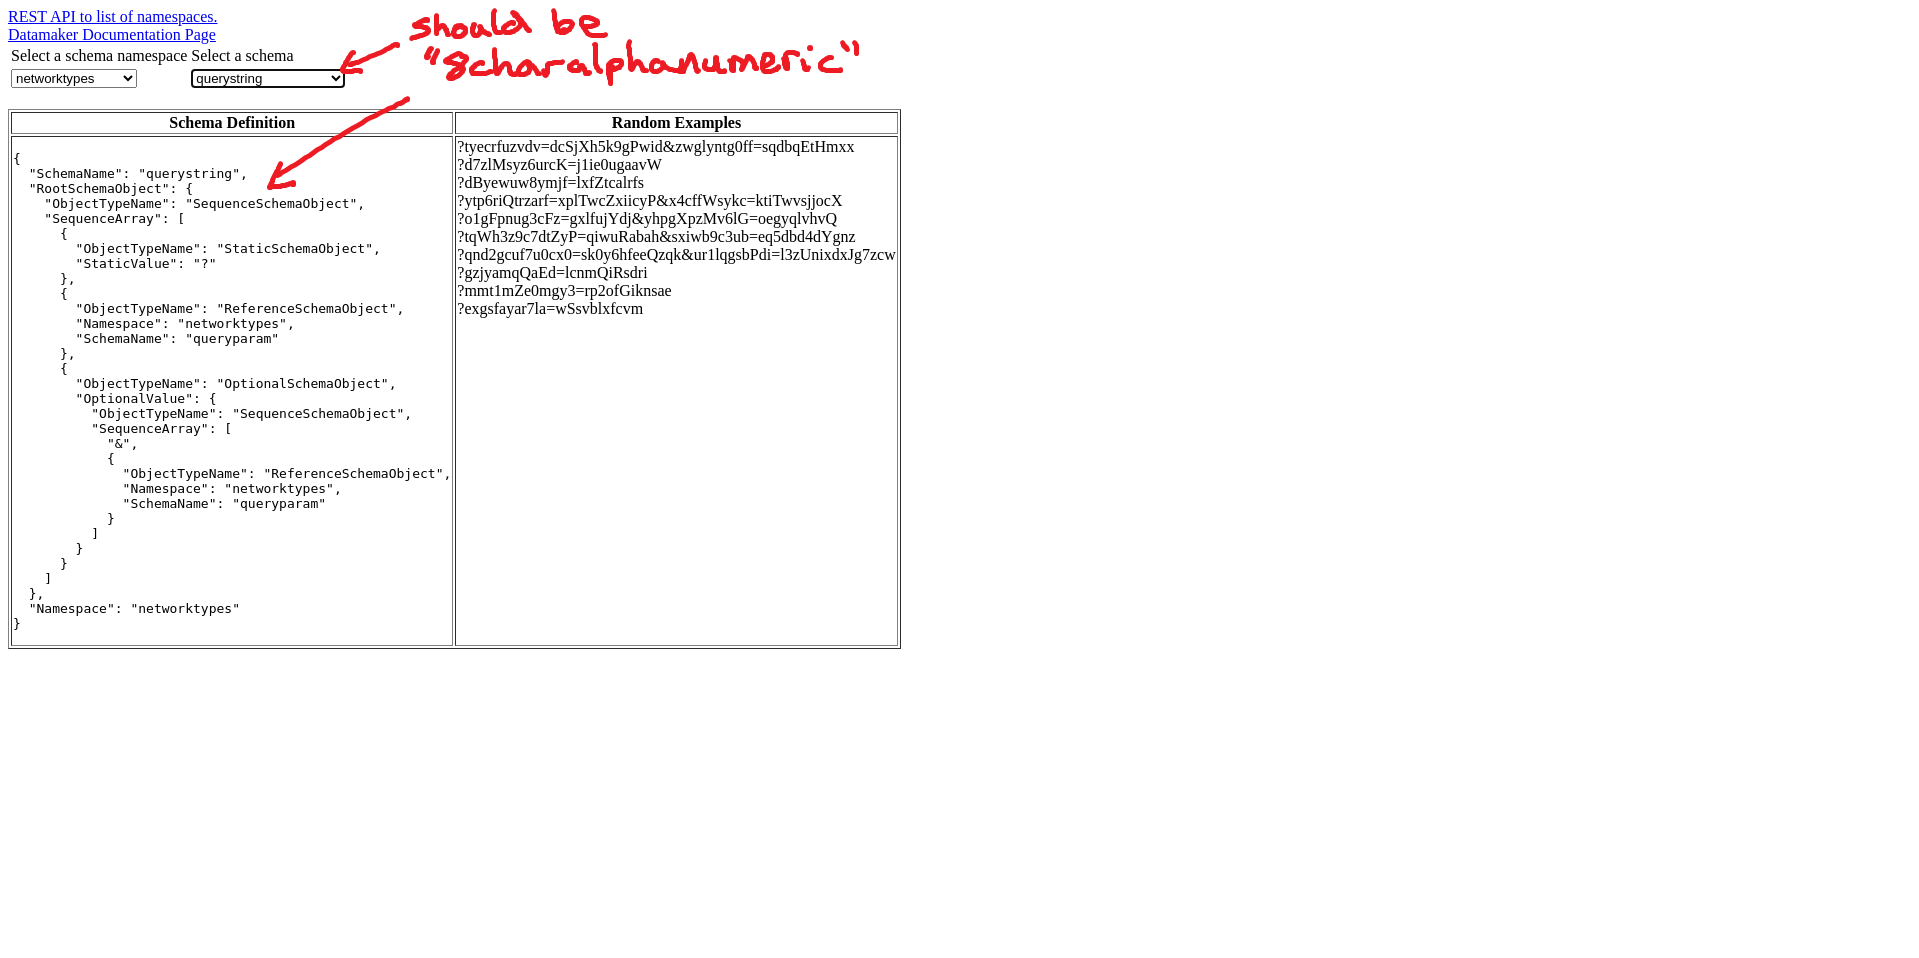 REST API to list of namespaces.
Datamaker Documentation Page
should be
"8charalphanumeric"
Select a schema namespace Select a schema
networktypes querystring
Schema Definition Random Examples
{
  "SchemaName": "querystring",
  "RootSchemaObject": {
    "ObjectTypeName": "SequenceSchemaObject",
    "SequenceArray": [
      {
        "ObjectTypeName": "StaticSchemaObject",
        "StaticValue": "?"
      },
      {
        "ObjectTypeName": "ReferenceSchemaObject",
        "Namespace": "networktypes",
        "SchemaName": "queryparam"
      },
      {
        "ObjectTypeName": "OptionalSchemaObject",
        "OptionalValue": {
          "ObjectTypeName": "SequenceSchemaObject",
          "SequenceArray": [
            "&",
            {
              "ObjectTypeName": "ReferenceSchemaObject",
              "Namespace": "networktypes",
              "SchemaName": "queryparam"
            }
          ]
        }
      }
    ]
  },
  "Namespace": "networktypes"
}
?tyecrfuzvdv=dcSjXh5k9gPwid&zwglyntg0ff=sqdbqEtHmxx
?d7zlMsyz6urcK=j1ie0ugaavW
?dByewuw8ymjf=lxfZtcalrfs
?ytp6riQtrzarf=xplTwcZxiicyP&x4cffWsykc=ktiTwvsjjocX
?o1gFpnug3cFz=gxlfujYdj&yhpgXpzMv6lG=oegyqlvhvQ
?tqWh3z9c7dtZyP=qiwuRabah&sxiwb9c3ub=eq5dbd4dYgnz
?qnd2gcuf7u0cx0=sk0y6hfeeQzqk&ur1lqgsbPdi=l3zUnixdxJg7zcw
?gzjyamqQaEd=lcnmQiRsdri
?mmt1mZe0mgy3=rp2ofGiknsae
?exgsfayar7la=wSsvblxfcvm